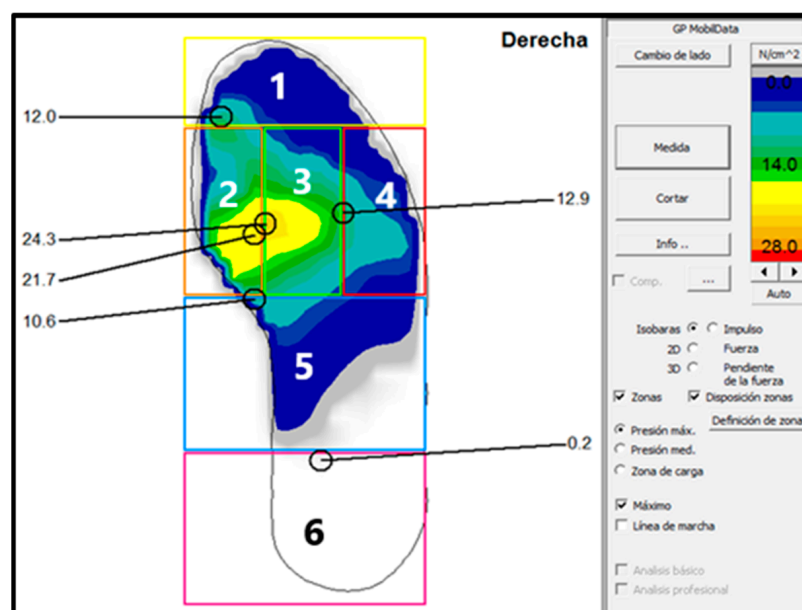 Derecha
12.0
24.3
21.7
10.6
12.9
0.2
1
2
3
4
5
6
GP MobilData
Cambio de lado
N/cm^2
0.0
14.0
28.0
Medida
Cortar
Info ..
Comp.
...
Auto
Isobaras
Impulso
2D
Fuerza
3D
Pendiente
de la fuerza
Zonas
Disposición zonas
Definición de zona
Presión máx.
Presión med.
Zona de carga
Máximo
Línea de marcha
Analisis básico
Analisis profesional